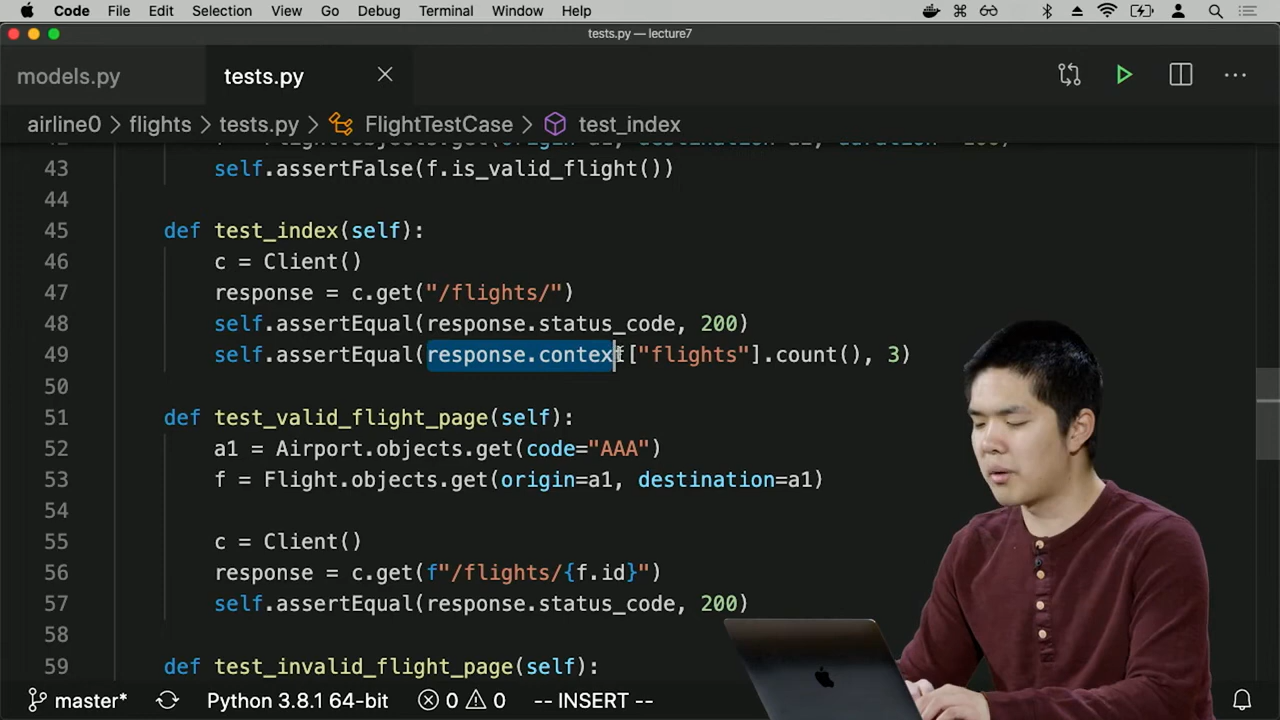 Code File Edit Selection View Go Debug Terminal Window Help
tests.py — lecture7
models.py tests.py
airline0 > flights > tests.py > FlightTestCase > test_index
43 self.assertFalse(f.is_valid_flight())
44
45 def test_index(self):
46 c = Client()
47 response = c.get("/flights/")
48 self.assertEqual(response.status_code, 200)
49 self.assertEqual(response.context["flights"].count(), 3)
50
51 def test_valid_flight_page(self):
52 a1 = Airport.objects.get(code="AAA")
53 f = Flight.objects.get(origin=a1, destination=a1)
54
55 c = Client()
56 response = c.get(f"/flights/{f.id}")
57 self.assertEqual(response.status_code, 200)
58
59 def test_invalid_flight_page(self):
master* Python 3.8.1 64-bit 0 0 -- INSERT --